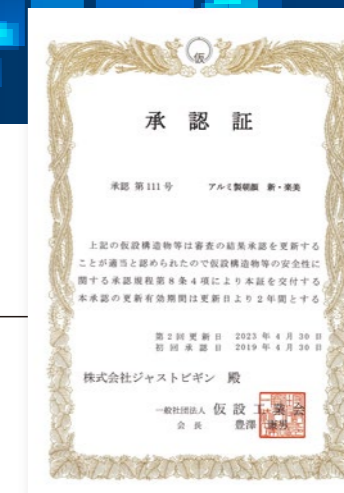 仮
承認証
承認 第111号 アルミ製朝顔 新・楽美
上記の仮設構造物等は審査の結果承認を更新する
ことが適当と認められたので仮設構造物等の安全性に
関する承認規程第8条4項により本証を交付する
本承認の更新有効期間は更新日より2年間とする
第2回更新日 2023年4月30日
初回承認日 2019年4月30日
株式会社ジャストビギン 殿
一般社団法人 仮設工業会
会長 豊澤